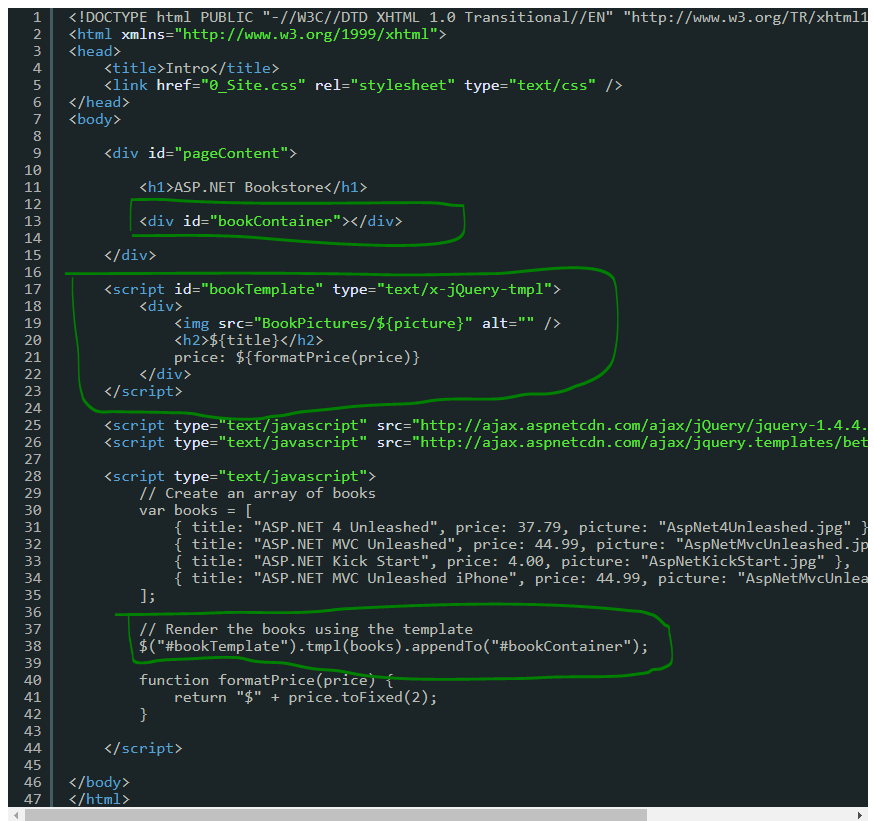 1 <!DOCTYPE html PUBLIC "-//W3C//DTD XHTML 1.0 Transitional//EN" "http://www.w3.org/TR/xhtml1
2 <html xmlns="http://www.w3.org/1999/xhtml">
3 <head>
4 <title>Intro</title>
5 <link href="0_Site.css" rel="stylesheet" type="text/css" />
6 </head>
7 <body>
8
9 <div id="pageContent">
10
11 <h1>ASP.NET Bookstore</h1>
12
13 <div id="bookContainer"></div>
14
15 </div>
16
17 <script id="bookTemplate" type="text/x-jQuery-tmpl">
18 <div>
19 <img src="BookPictures/${picture}" alt="" />
20 <h2>${title}</h2>
21 price: ${formatPrice(price)}
22 </div>
23 </script>
24
25 <script type="text/javascript" src="http://ajax.aspnetcdn.com/ajax/jQuery/jquery-1.4.4.
26 <script type="text/javascript" src="http://ajax.aspnetcdn.com/ajax/jquery.templates/bet
27
28 <script type="text/javascript">
29 // Create an array of books
30 var books = [
31 { title: "ASP.NET 4 Unleashed", price: 37.79, picture: "AspNet4Unleashed.jpg" }
32 { title: "ASP.NET MVC Unleashed", price: 44.99, picture: "AspNetMvcUnleashed.jp
33 { title: "ASP.NET Kick Start", price: 4.00, picture: "AspNetKickStart.jpg" },
34 { title: "ASP.NET MVC Unleashed iPhone", price: 44.99, picture: "AspNetMvcUnlea
35 ];
36
37 // Render the books using the template
38 $("#bookTemplate").tmpl(books).appendTo("#bookContainer");
39
40 function formatPrice(price) {
41 return "$" + price.toFixed(2);
42 }
43
44 </script>
45
46 </body>
47 </html>